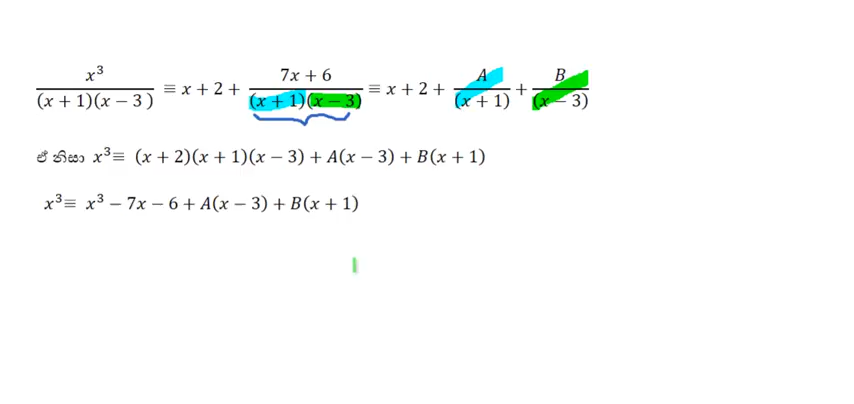 x³/((x + 1)(x − 3)) ≡ x + 2 + (7x + 6)/((x + 1)(x − 3)) ≡ x + 2 + A/(x + 1) + B/(x − 3)
ඒ නිසා x³≡ (x + 2)(x + 1)(x − 3) + A(x − 3) + B(x + 1)
x³≡ x³ − 7x − 6 + A(x − 3) + B(x + 1)